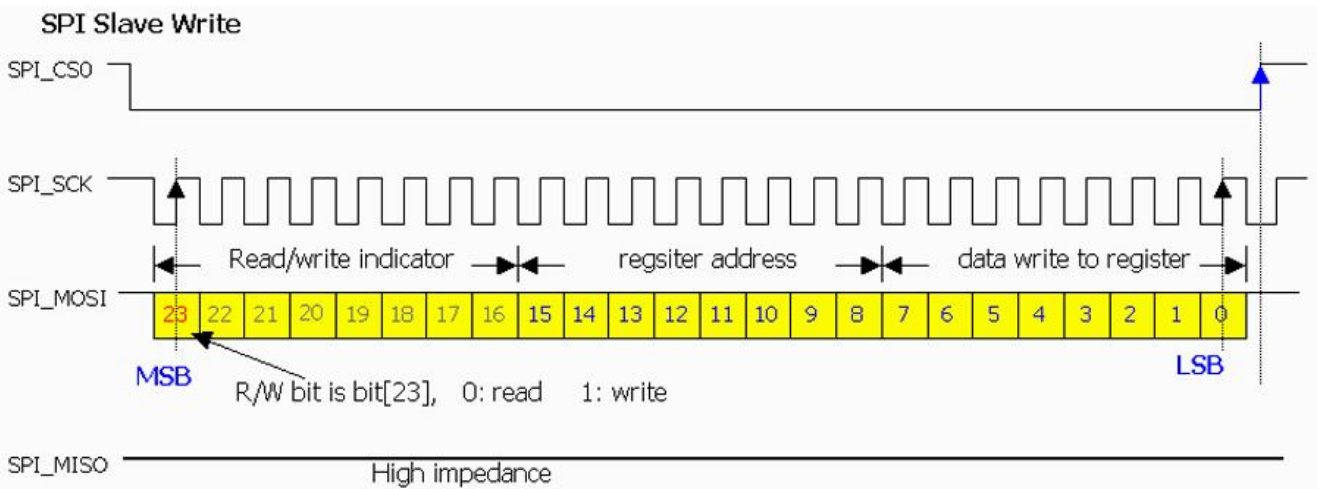 SPI Slave Write
SPI_CS0
SPI_SCK
Read/write indicator
regsiter address
data write to register
SPI_MOSI
23 22 21 20 19 18 17 16 15 14 13 12 11 10 9 8 7 6 5 4 3 2 1 0
MSB
LSB
R/W bit is bit[23], 0: read 1: write
SPI_MISO
High impedance